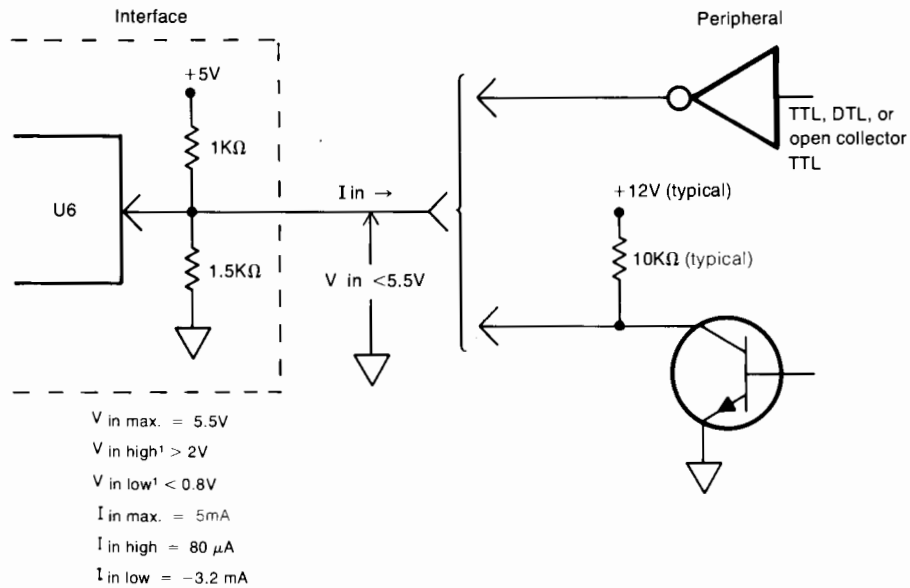 Interface
Peripheral
+5V
1KΩ
U6
I in →
1.5KΩ
V in <5.5V
TTL, DTL, or
open collector
TTL
+12V (typical)
10KΩ (typical)
V in max. = 5.5V
V in high¹ > 2V
V in low¹ < 0.8V
I in max. = 5mA
I in high = 80 μA
I in low = −3.2 mA